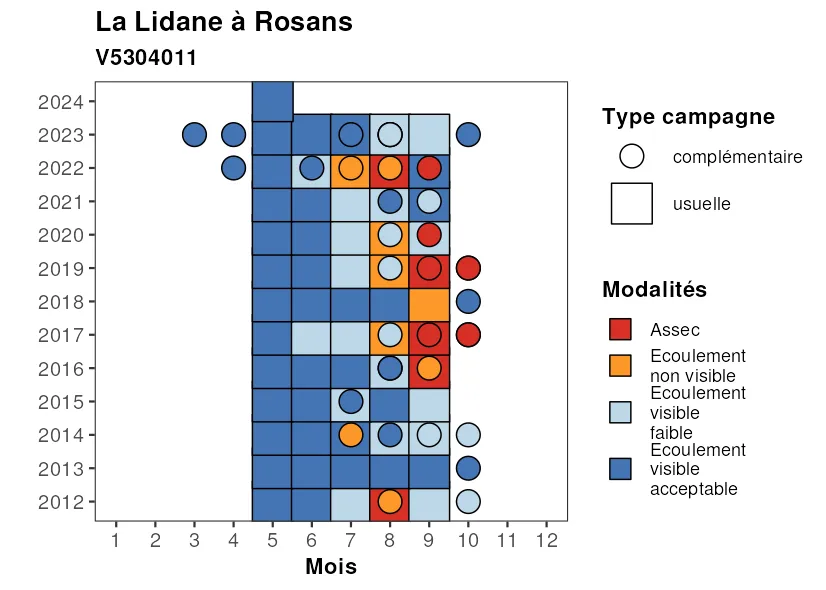 La Lidane à Rosans
V5304011
2024
2023
2022
2021
2020
2019
2018
2017
2016
2015
2014
2013
2012
1 2 3 4 5 6 7 8 9 10 11 12
Mois
Type campagne
complémentaire
usuelle
Modalités
Assec
Ecoulement
non visible
Ecoulement
visible
faible
Ecoulement
visible
acceptable